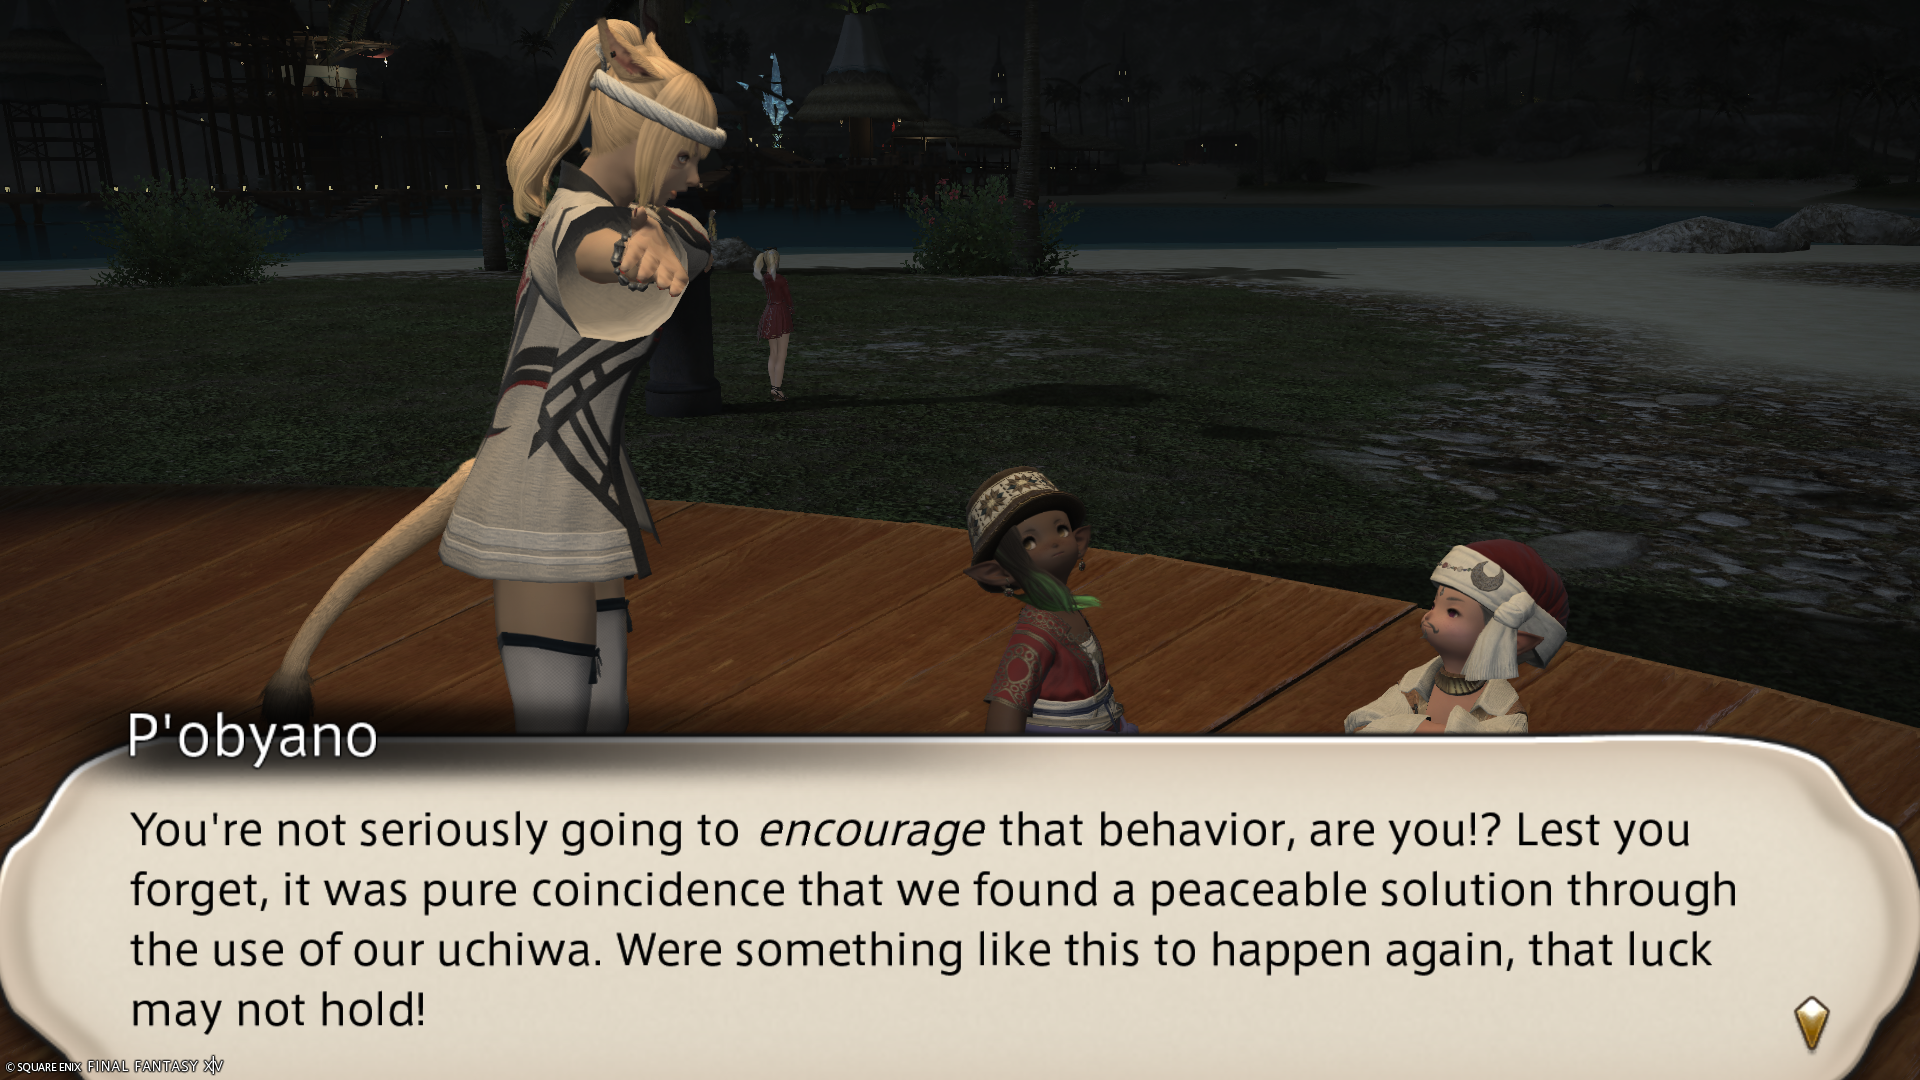 P'obyano
You're not seriously going to encourage that behavior, are you!? Lest you
forget, it was pure coincidence that we found a peaceable solution through
the use of our uchiwa. Were something like this to happen again, that luck
may not hold!
© SQUARE ENIX FINAL FANTASY XIV